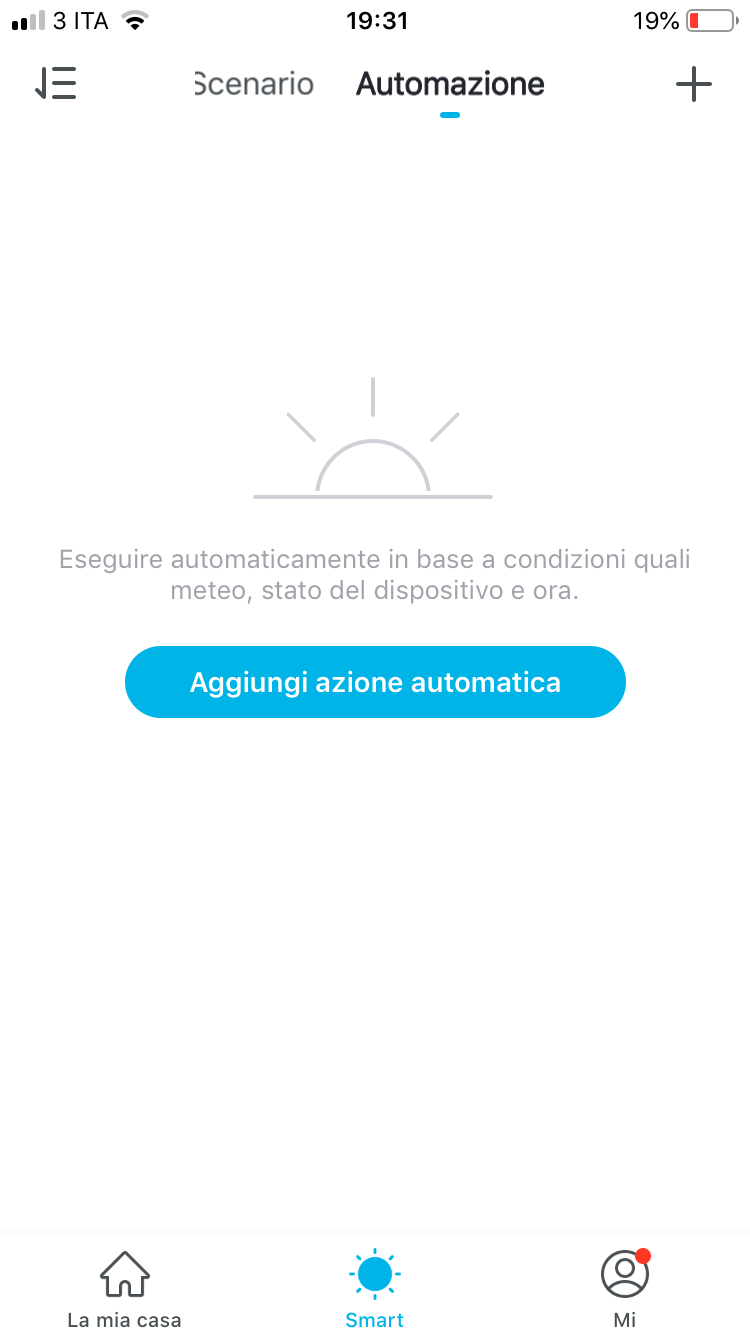 3 ITA 19:31 19%
Scenario Automazione
Eseguire automaticamente in base a condizioni quali
meteo, stato del dispositivo e ora.
Aggiungi azione automatica
La mia casa Smart Mi